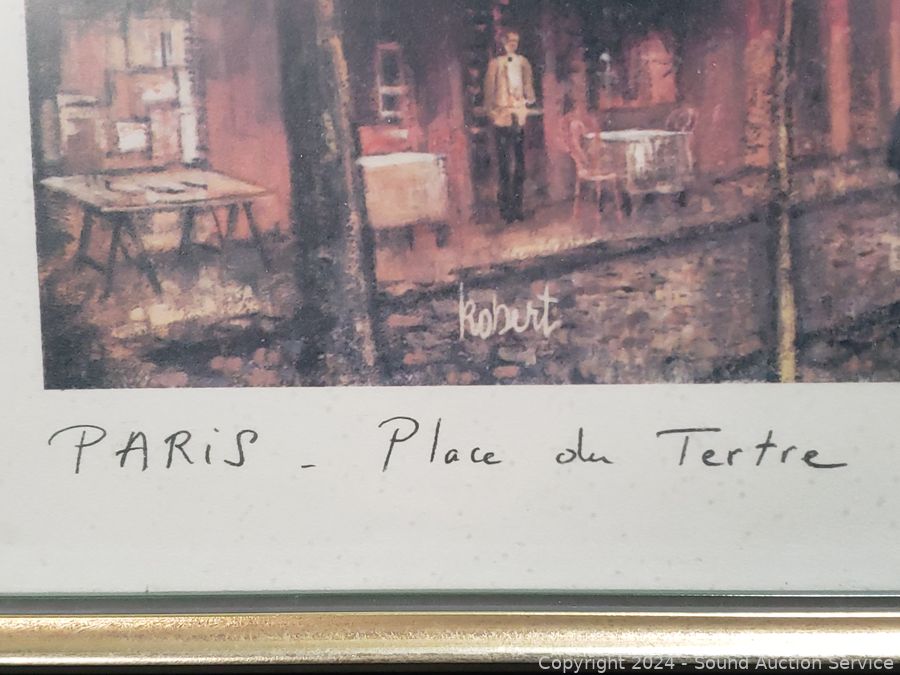 Robert
PARiS - Place du Tertre
Copyright 2024 - Sound Auction Service